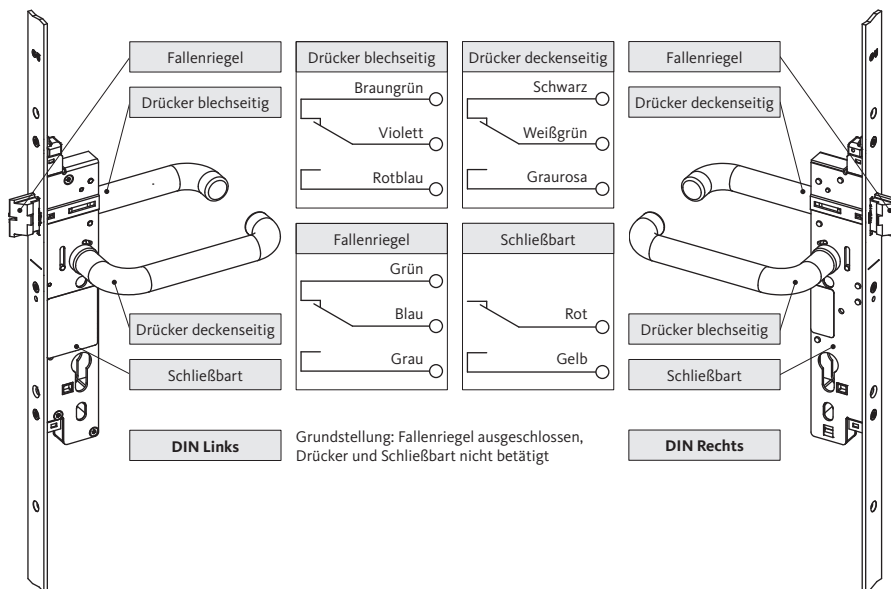 Fallenriegel
Drücker blechseitig
Drücker blechseitig
Braungrün
Violett
Rotblau
Drücker deckenseitig
Schwarz
Weißgrün
Graurosa
Fallenriegel
Drücker deckenseitig
Fallenriegel
Grün
Blau
Grau
Schließbart
Rot
Gelb
Drücker deckenseitig
Schließbart
Drücker blechseitig
Schließbart
DIN Links
Grundstellung: Fallenriegel ausgeschlossen,
Drücker und Schließbart nicht betätigt
DIN Rechts